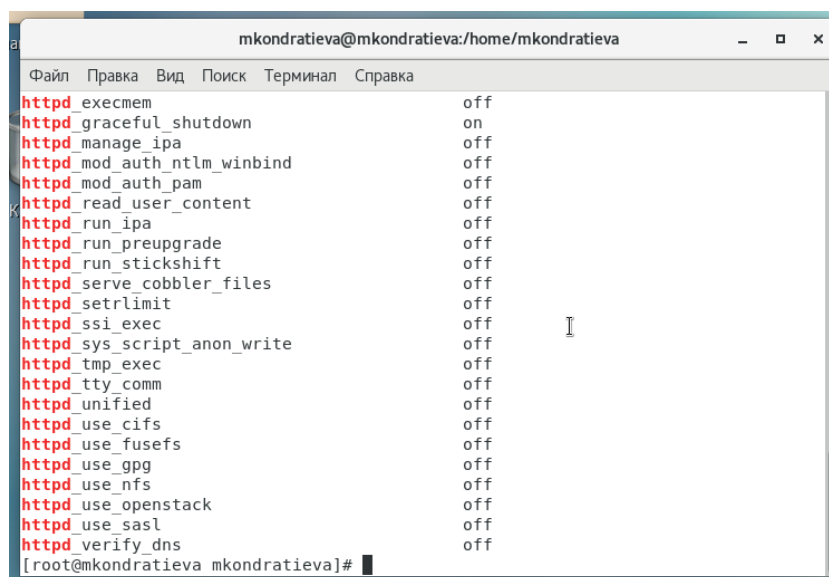 mkondratieva@mkondratieva:/home/mkondratieva
Файл Правка Вид Поиск Терминал Справка
httpd_execmem off
httpd_graceful_shutdown on
httpd_manage_ipa off
httpd_mod_auth_ntlm_winbind off
httpd_mod_auth_pam off
httpd_read_user_content off
httpd_run_ipa off
httpd_run_preupgrade off
httpd_run_stickshift off
httpd_serve_cobbler_files off
httpd_setrlimit off
httpd_ssi_exec off
httpd_sys_script_anon_write off
httpd_tmp_exec off
httpd_tty_comm off
httpd_unified off
httpd_use_cifs off
httpd_use_fusefs off
httpd_use_gpg off
httpd_use_nfs off
httpd_use_openstack off
httpd_use_sasl off
httpd_verify_dns off
[root@mkondratieva mkondratieva]#